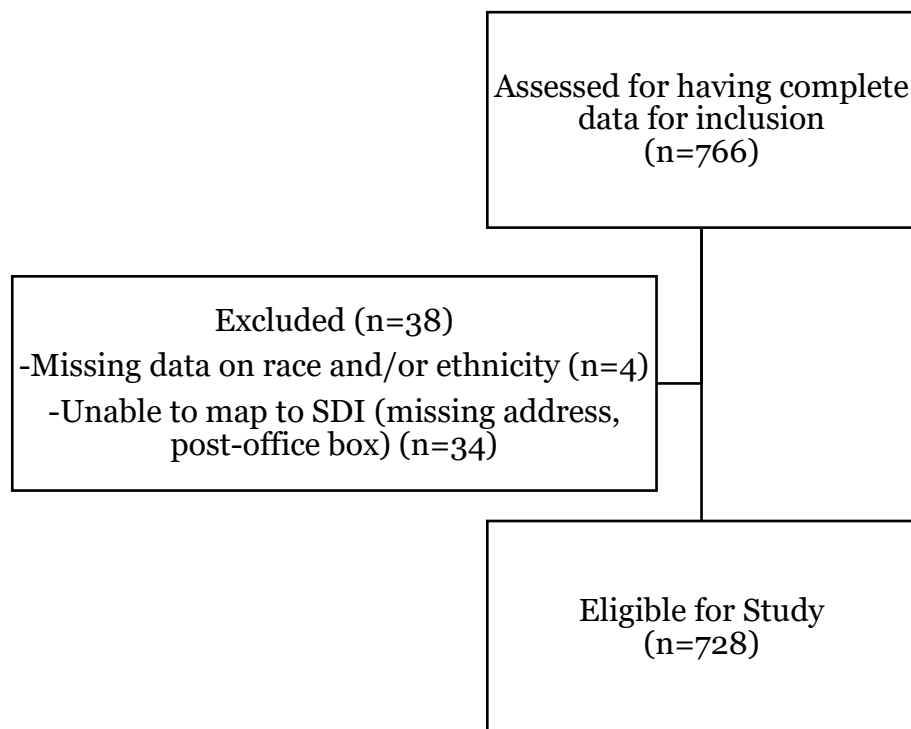 Assessed for having complete
data for inclusion
(n=766)
Excluded (n=38)
-Missing data on race and/or ethnicity (n=4)
-Unable to map to SDI (missing address,
post-office box) (n=34)
Eligible for Study
(n=728)